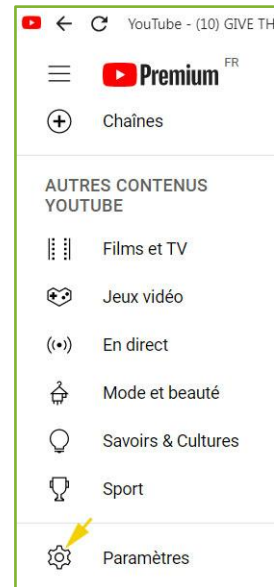 YouTube - (10) GIVE TH
Premium FR
Chaînes
AUTRES CONTENUS
YOUTUBE
Films et TV
Jeux vidéo
En direct
Mode et beauté
Savoirs & Cultures
Sport
Paramètres